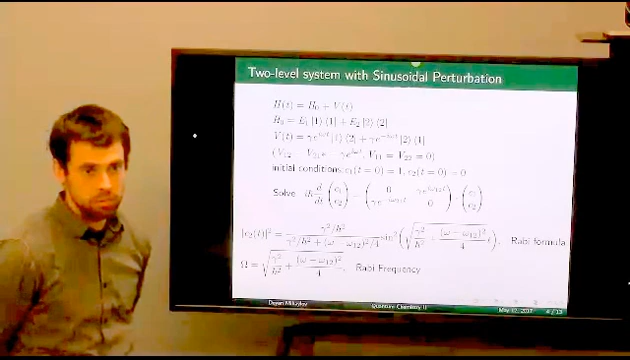 Two-level system with Sinusoidal Perturbation
H(t) = H₀ + V(t)
H₀ = E₁ |1⟩ ⟨1| + E₂ |2⟩ ⟨2|
V(t) = γe^{iωt} |1⟩ ⟨2| + γe^{-iωt} |2⟩ ⟨1|
(V₁₂ = V₂₁* = γe^{iωt}, V₁₁ = V₂₂ = 0)
initial conditions:c₁(t = 0) = 1, c₂(t = 0) = 0
Solve iħ d/dt (c₁ c₂) = (0 γe^{iω₁₂t} γe^{-iω₁₂t} 0) · (c₁ c₂)
|c₂(t)|² = γ²/ħ² / (γ²/ħ² + (ω − ω₁₂)²/4) sin² (√(γ²/ħ² + (ω − ω₁₂)²/4) t), Rabi formula
Ω = √(γ²/ħ² + (ω − ω₁₂)²/4), Rabi Frequency
Quantum Chemistry II
May 12, 2017